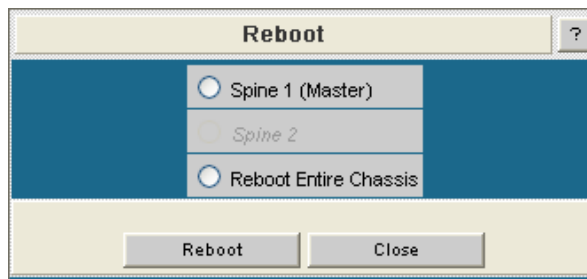 Reboot
?
Spine 1 (Master)
Spine 2
Reboot Entire Chassis
Reboot Close